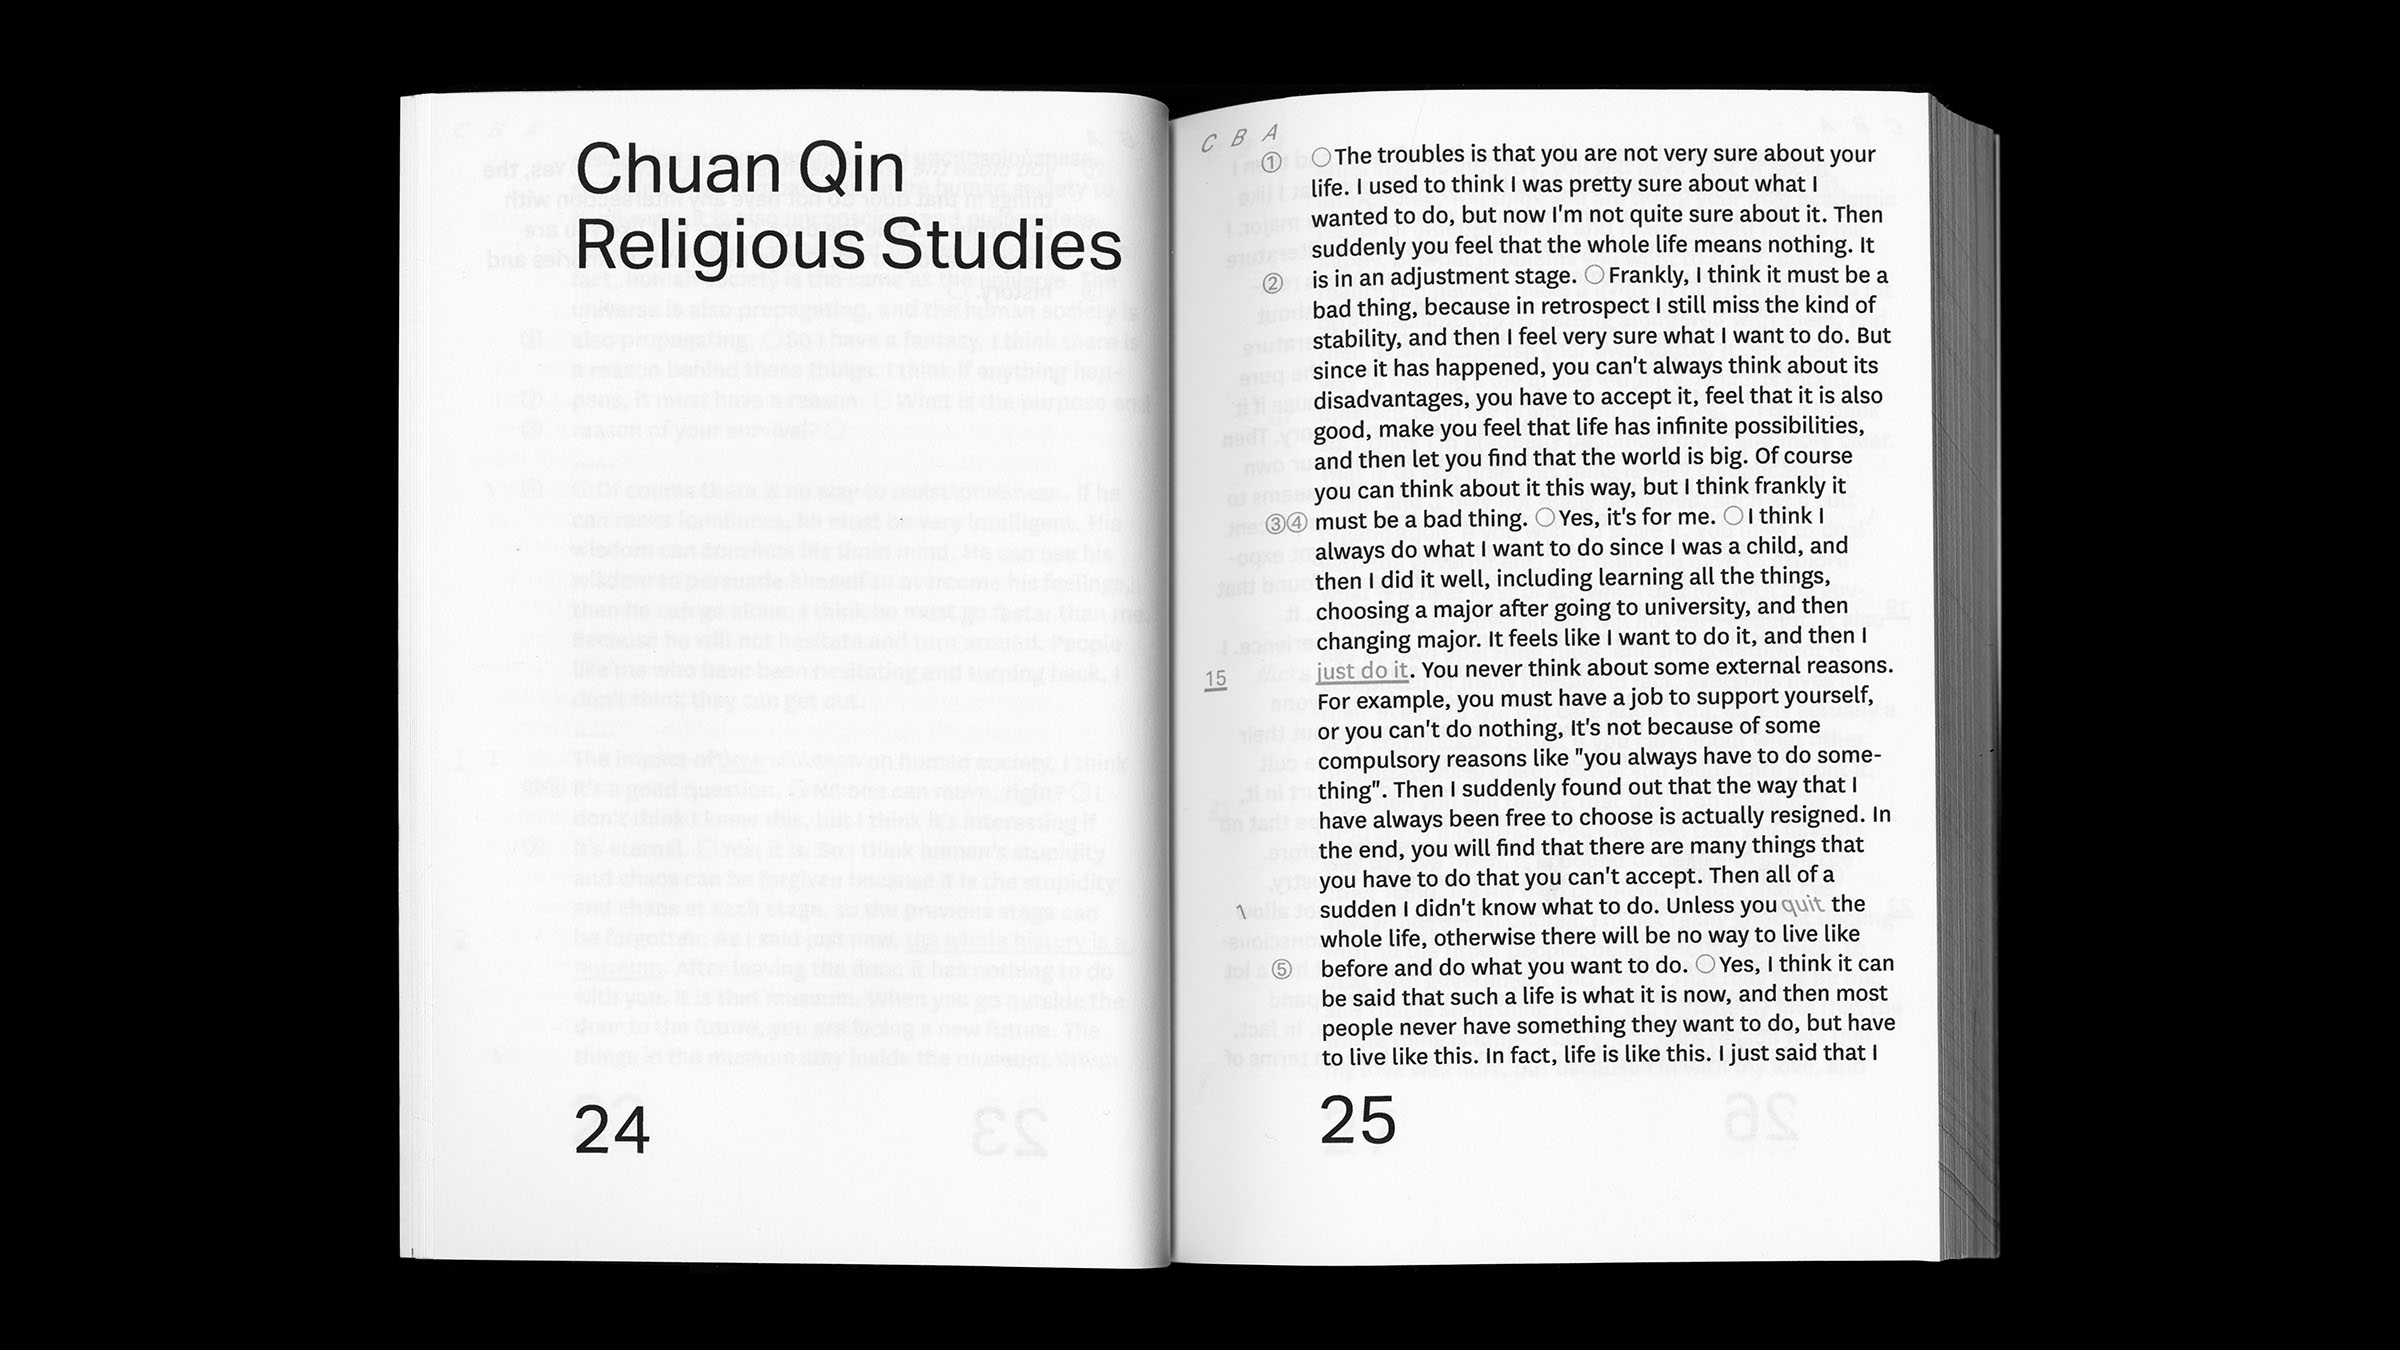 Chuan Qin
Religious Studies
24
C B A
① ○The troubles is that you are not very sure about your
life. I used to think I was pretty sure about what I
wanted to do, but now I'm not quite sure about it. Then
suddenly you feel that the whole life means nothing. It
② is in an adjustment stage. ○Frankly, I think it must be a
bad thing, because in retrospect I still miss the kind of
stability, and then I feel very sure what I want to do. But
since it has happened, you can't always think about its
disadvantages, you have to accept it, feel that it is also
good, make you feel that life has infinite possibilities,
and then let you find that the world is big. Of course
you can think about it this way, but I think frankly it
③④ must be a bad thing. ○Yes, it's for me. ○I think I
always do what I want to do since I was a child, and
then I did it well, including learning all the things,
choosing a major after going to university, and then
changing major. It feels like I want to do it, and then I
15 just do it. You never think about some external reasons.
For example, you must have a job to support yourself,
or you can't do nothing, It's not because of some
compulsory reasons like "you always have to do some-
thing". Then I suddenly found out that the way that I
have always been free to choose is actually resigned. In
the end, you will find that there are many things that
you have to do that you can't accept. Then all of a
1 sudden I didn't know what to do. Unless you quit the
whole life, otherwise there will be no way to live like
⑤ before and do what you want to do. ○Yes, I think it can
be said that such a life is what it is now, and then most
people never have something they want to do, but have
to live like this. In fact, life is like this. I just said that I
25